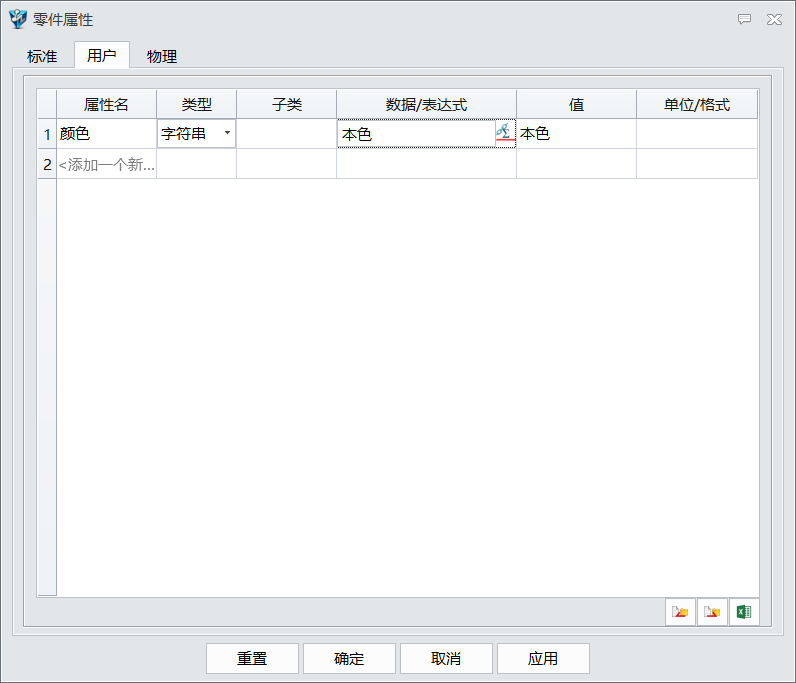 零件属性
标准 用户 物理
属性名 类型 子类 数据/表达式 值 单位/格式
1 颜色 字符串 本色 本色
2 <添加一个新...
重置 确定 取消 应用